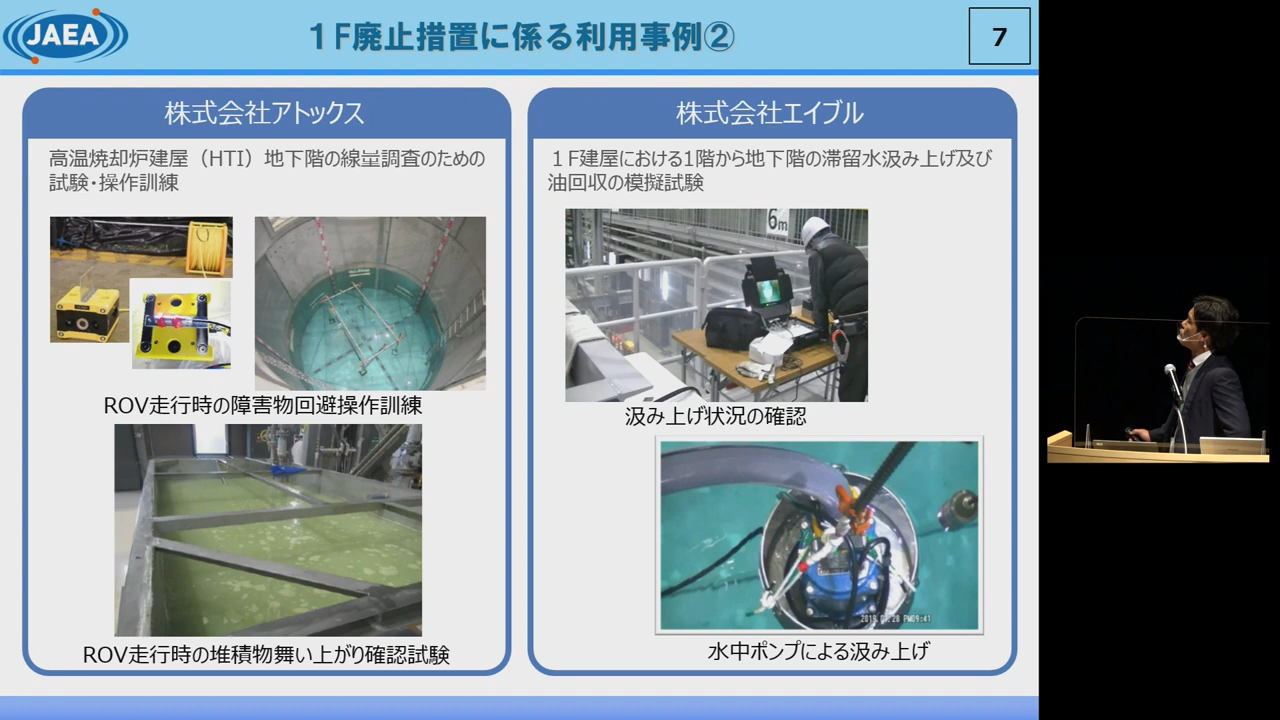 JAEA
1F廃止措置に係る利用事例②
7
株式会社アトックス
高温焼却炉建屋（HTI）地下階の線量調査のための
試験・操作訓練
ROV走行時の障害物回避操作訓練
ROV走行時の堆積物舞い上がり確認試験
株式会社エイブル
１F建屋における1階から地下階の滞留水汲み上げ及び
油回収の模擬試験
6m
汲み上げ状況の確認
水中ポンプによる汲み上げ